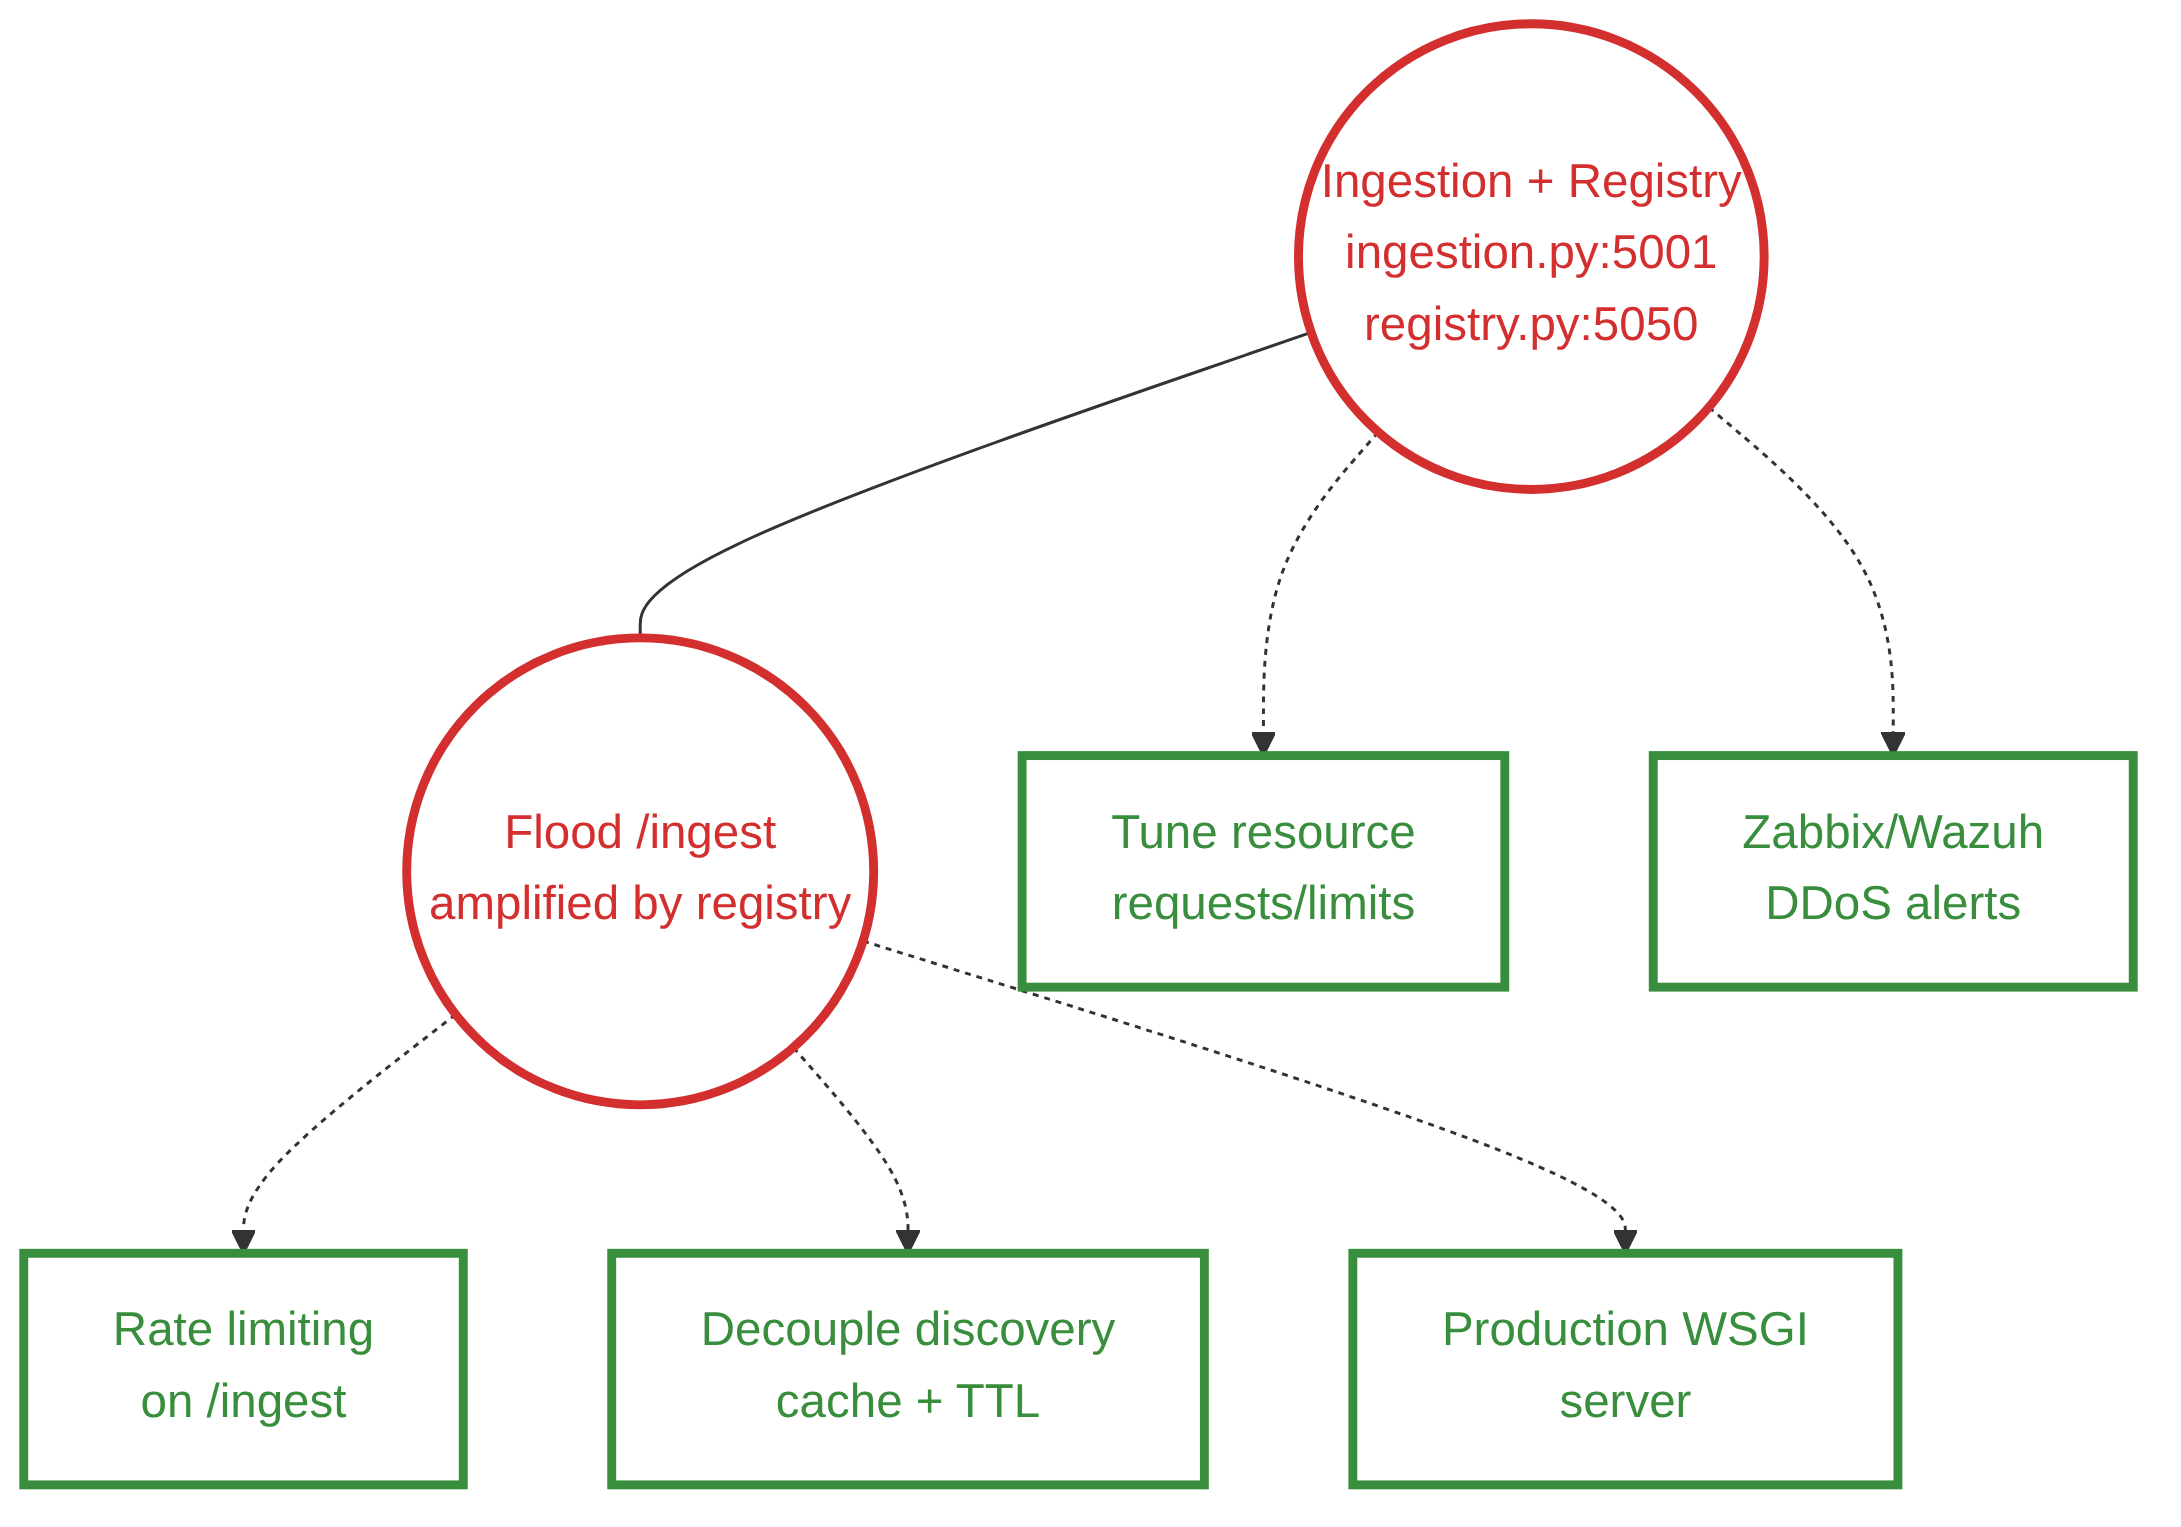 Ingestion + Registry
ingestion.py:5001
registry.py:5050
Flood /ingest
amplified by registry
Tune resource
requests/limits
Zabbix/Wazuh
DDoS alerts
Rate limiting
on /ingest
Decouple discovery
cache + TTL
Production WSGI
server